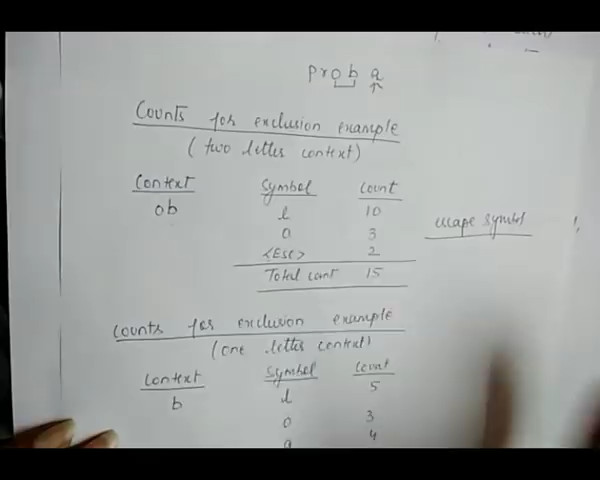 proba
↑
Counts for exclusion example
(two letter context)
Context Symbol Count
ob l 10
o 3
<Esc> 2
Total count 15
escape symbol
Counts for exclusion example
(one letter context)
Context Symbol Count
b l 5
o 3
a 4